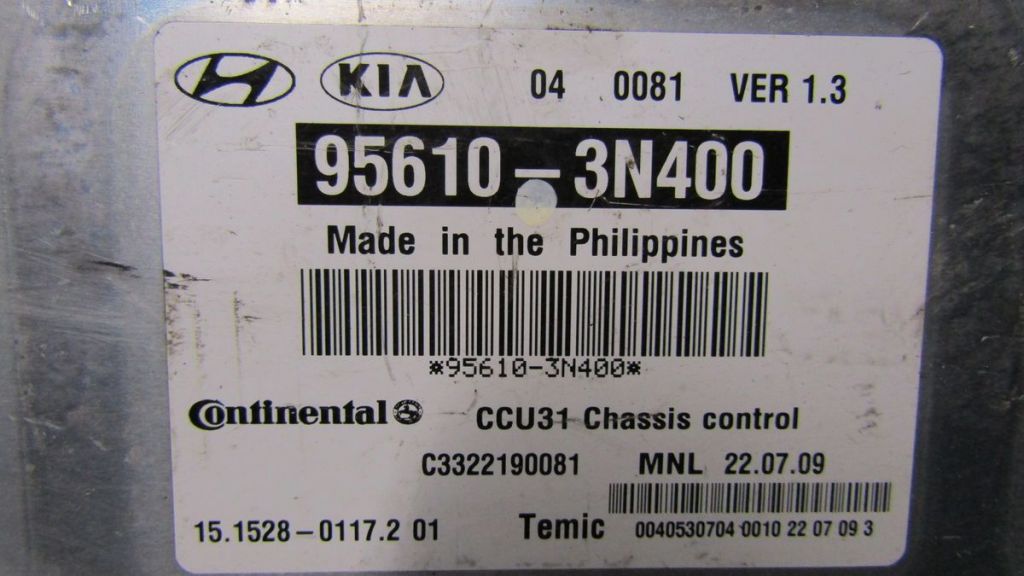 KIA 04 0081 VER 1.3
95610-3N400
Made in the Philippines
*95610-3N400*
Continental CCU31 Chassis control
C3322190081 MNL 22.07.09
15.1528-0117.2 01 Temic 0040530704 0010 22 07 09 3